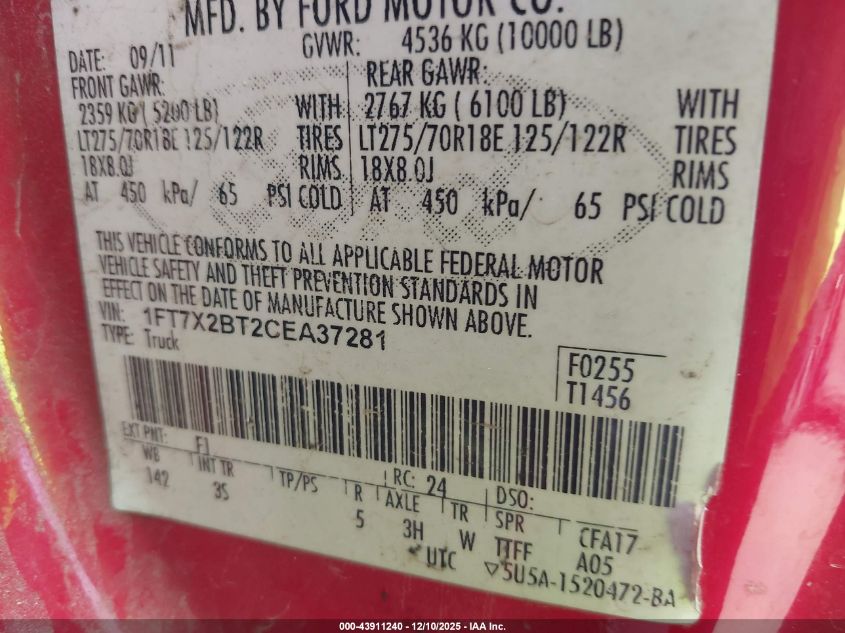 MFD. BY FORD MOTOR CO.
DATE: 09/11 GVWR: 4536 KG (10000 LB)
FRONT GAWR: REAR GAWR:
2359 KG ( 5200 LB) WITH 2767 KG ( 6100 LB) WITH
LT275/70R18E 125/122R TIRES LT275/70R18E 125/122R TIRES
18X8.0J RIMS 18X8.0J RIMS
AT 450 kPa/ 65 PSI COLD AT 450 kPa/ 65 PSI COLD
THIS VEHICLE CONFORMS TO ALL APPLICABLE FEDERAL MOTOR
VEHICLE SAFETY AND THEFT PREVENTION STANDARDS IN
EFFECT ON THE DATE OF MANUFACTURE SHOWN ABOVE.
VIN: 1FT7X2BT2CEA37281
TYPE: Truck
F0255
T1456
EXT PNT: F1 RC: 24 DSO:
WB INT TR TP/PS R AXLE TR SPR CFA17
142 3S 5 3H W TTFF A05
UTC ▽5U5A-1520472-BA
000-43911240 - 12/10/2025 - IAA Inc.